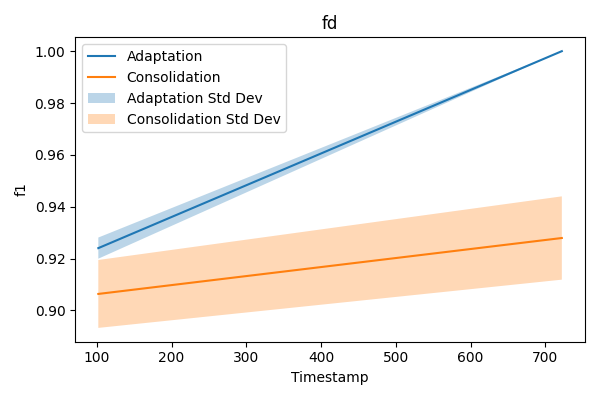 fd
Adaptation
Consolidation
Adaptation Std Dev
Consolidation Std Dev
1.00
0.98
0.96
0.94
0.92
0.90
f1
100 200 300 400 500 600 700
Timestamp